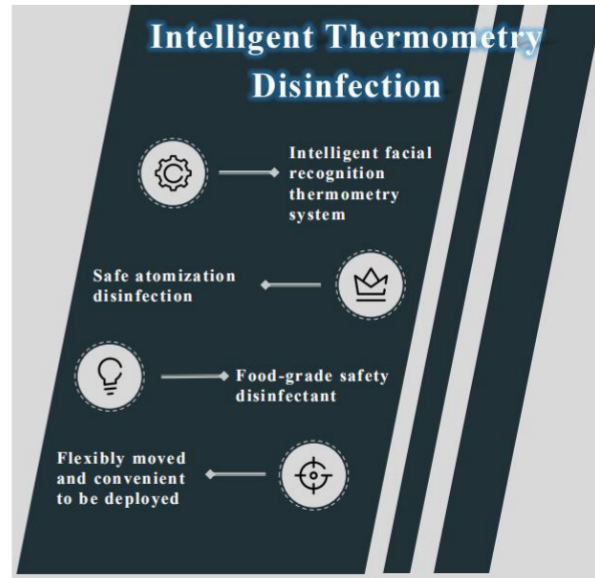 Intelligent Thermometry
Disinfection
Intelligent facial
recognition
thermometry
system
Safe atomization
disinfection
Food-grade safety
disinfectant
Flexibly moved
and convenient
to be deployed